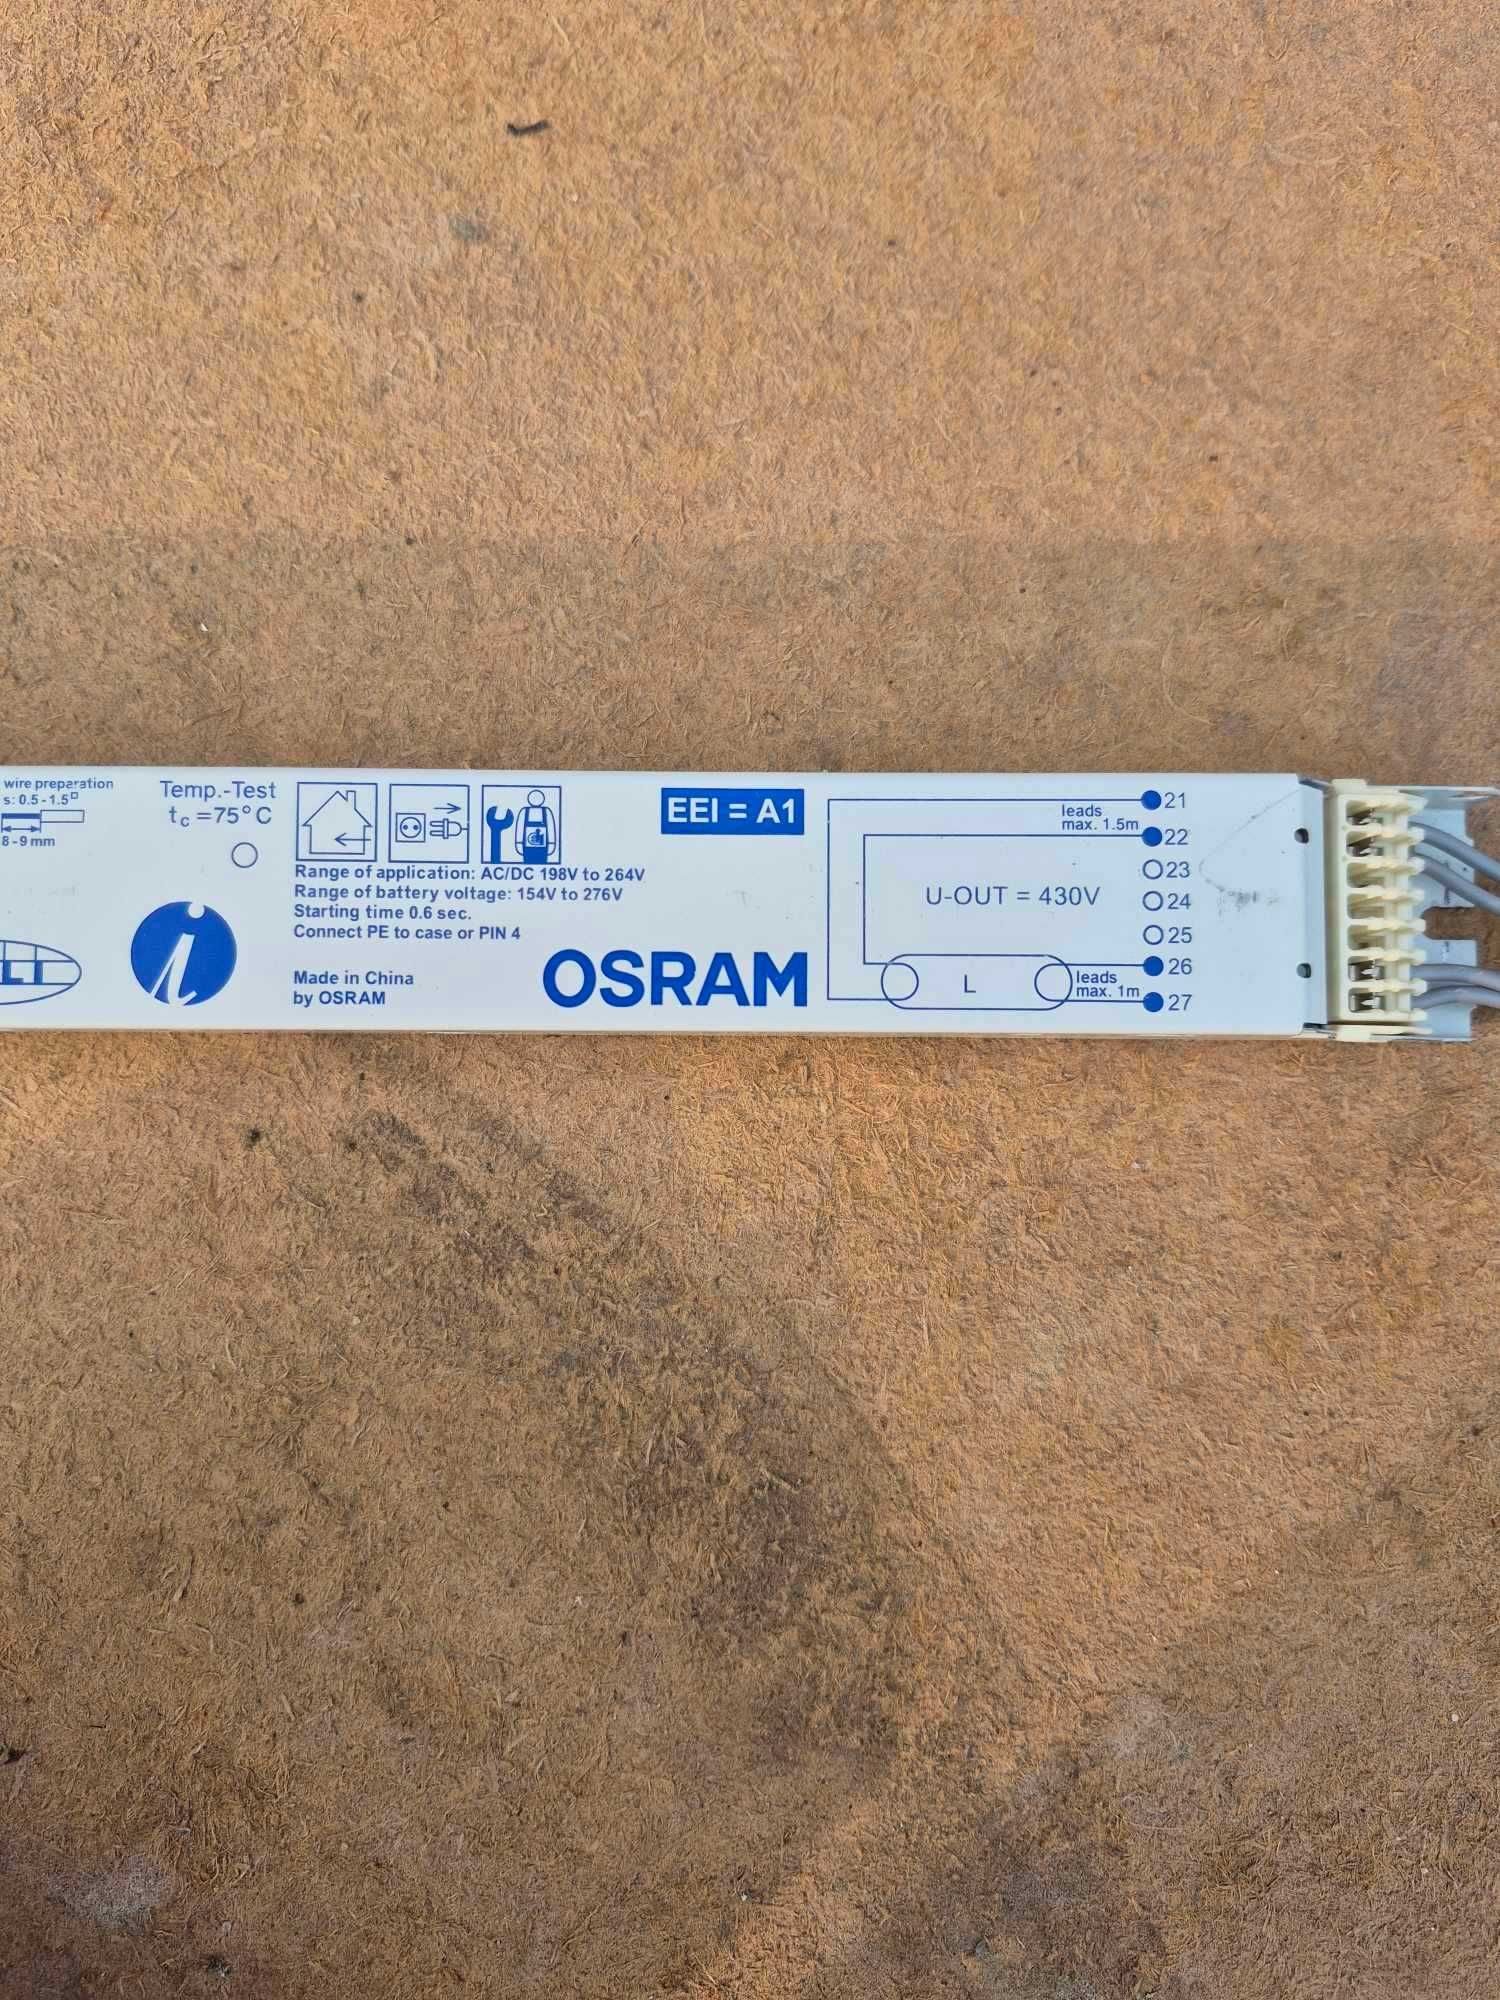 wire preparation
s: 0.5 - 1.5
8 - 9 mm
Temp.-Test
tc =75°C
Range of application: AC/DC 198V to 264V
Range of battery voltage: 154V to 276V
Starting time 0.6 sec.
Connect PE to case or PIN 4
Made in China
by OSRAM
OSRAM
EEI = A1
leads
max. 1.5m
U-OUT = 430V
L
leads
max. 1m
21
22
23
24
25
26
27